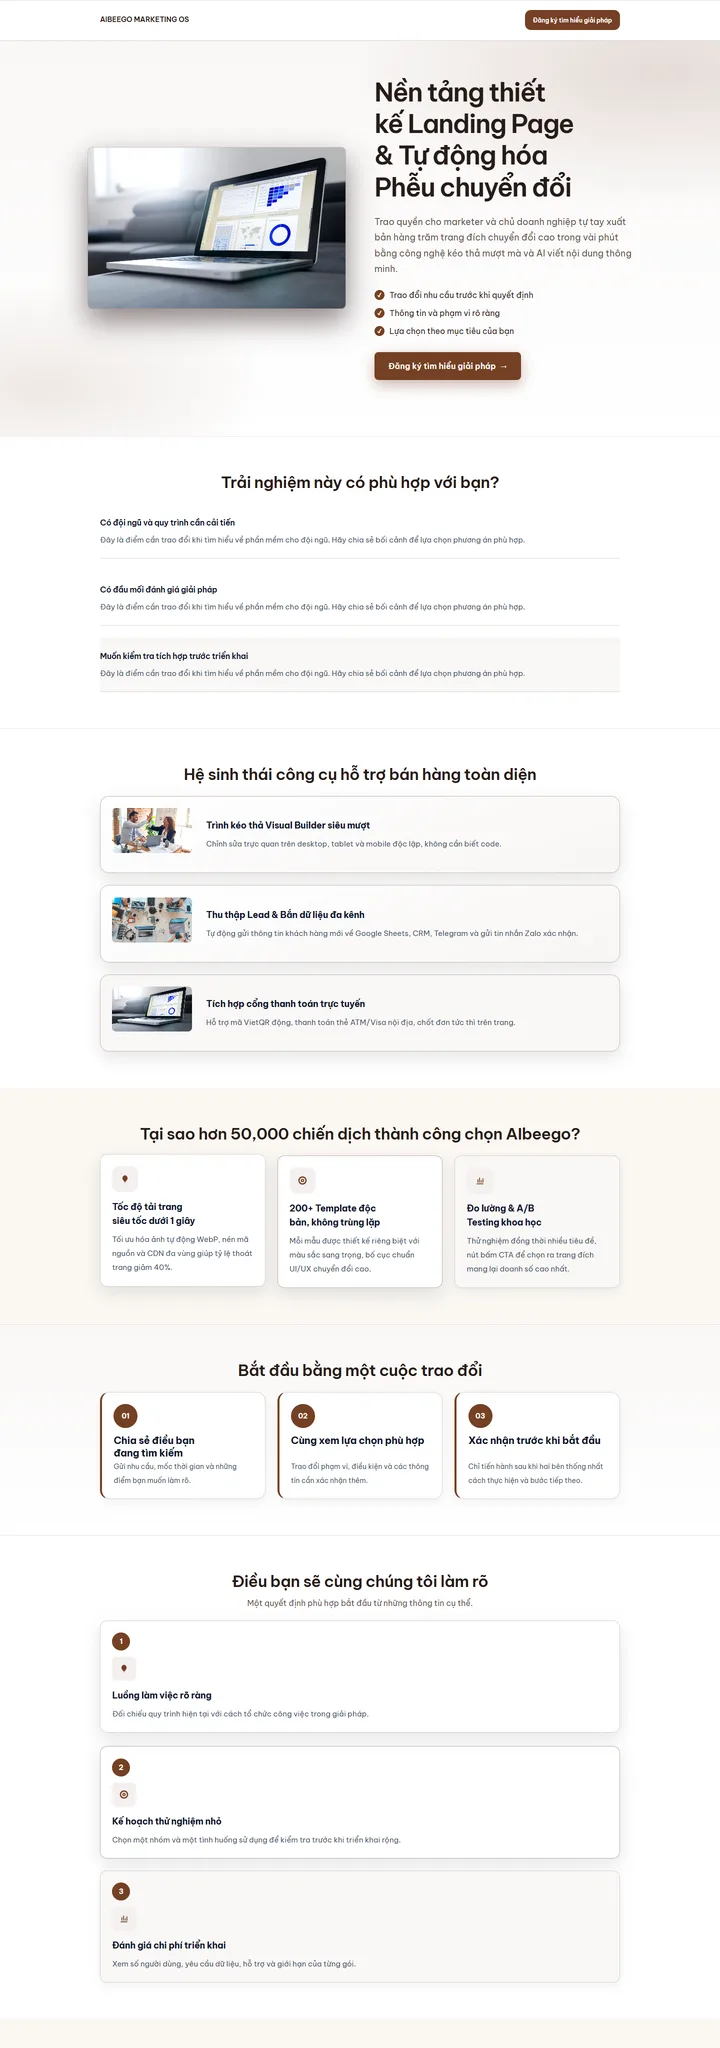 AIBEEGO MARKETING OS
Đăng ký tìm hiểu giải pháp
Nền tảng thiết
kế Landing Page
& Tự động hóa
Phễu chuyển đổi
Trao quyền cho marketer và chủ doanh nghiệp tự tay xuất
bản hàng trăm trang đích chuyển đổi cao trong vài phút
bằng công nghệ kéo thả mượt mà và AI viết nội dung thông
minh.
Trao đổi nhu cầu trước khi quyết định
Thông tin và phạm vi rõ ràng
Lựa chọn theo mục tiêu của bạn
Đăng ký tìm hiểu giải pháp →
Trải nghiệm này có phù hợp với bạn?
Có đội ngũ và quy trình cần cải tiến
Đây là điểm cần trao đổi khi tìm hiểu về phần mềm cho đội ngũ. Hãy chia sẻ bối cảnh để lựa chọn phương án phù hợp.
Có đầu mối đánh giá giải pháp
Đây là điểm cần trao đổi khi tìm hiểu về phần mềm cho đội ngũ. Hãy chia sẻ bối cảnh để lựa chọn phương án phù hợp.
Muốn kiểm tra tích hợp trước triển khai
Đây là điểm cần trao đổi khi tìm hiểu về phần mềm cho đội ngũ. Hãy chia sẻ bối cảnh để lựa chọn phương án phù hợp.
Hệ sinh thái công cụ hỗ trợ bán hàng toàn diện
Trình kéo thả Visual Builder siêu mượt
Chỉnh sửa trực quan trên desktop, tablet và mobile độc lập, không cần biết code.
Thu thập Lead & Bắn dữ liệu đa kênh
Tự động gửi thông tin khách hàng mới về Google Sheets, CRM, Telegram và gửi tin nhắn Zalo xác nhận.
Tích hợp cổng thanh toán trực tuyến
Hỗ trợ mã VietQR động, thanh toán thẻ ATM/Visa nội địa, chốt đơn tức thì trên trang.
Tại sao hơn 50,000 chiến dịch thành công chọn AIbeego?
Tốc độ tải trang
siêu tốc dưới 1 giây
Tối ưu hóa ảnh tự động WebP, nén mã
nguồn và CDN đa vùng giúp tỷ lệ thoát
trang giảm 40%.
200+ Template độc
bản, không trùng lặp
Mỗi mẫu được thiết kế riêng biệt với
màu sắc sang trọng, bố cục chuẩn
UI/UX chuyển đổi cao.
Đo lường & A/B
Testing khoa học
Thử nghiệm đồng thời nhiều tiêu đề,
nút bấm CTA để chọn ra trang đích
mang lại doanh số cao nhất.
Bắt đầu bằng một cuộc trao đổi
01
Chia sẻ điều bạn
đang tìm kiếm
Gửi nhu cầu, mốc thời gian và những
điểm bạn muốn làm rõ.
02
Cùng xem lựa chọn phù hợp
Trao đổi phạm vi, điều kiện và các thông
tin cần xác nhận thêm.
03
Xác nhận trước khi bắt đầu
Chỉ tiến hành sau khi hai bên thống nhất
cách thực hiện và bước tiếp theo.
Điều bạn sẽ cùng chúng tôi làm rõ
Một quyết định phù hợp bắt đầu từ những thông tin cụ thể.
1
Luồng làm việc rõ ràng
Đối chiếu quy trình hiện tại với cách tổ chức công việc trong giải pháp.
2
Kế hoạch thử nghiệm nhỏ
Chọn một nhóm và một tình huống sử dụng để kiểm tra trước khi triển khai rộng.
3
Đánh giá chi phí triển khai
Xem số người dùng, yêu cầu dữ liệu, hỗ trợ và giới hạn của từng gói.